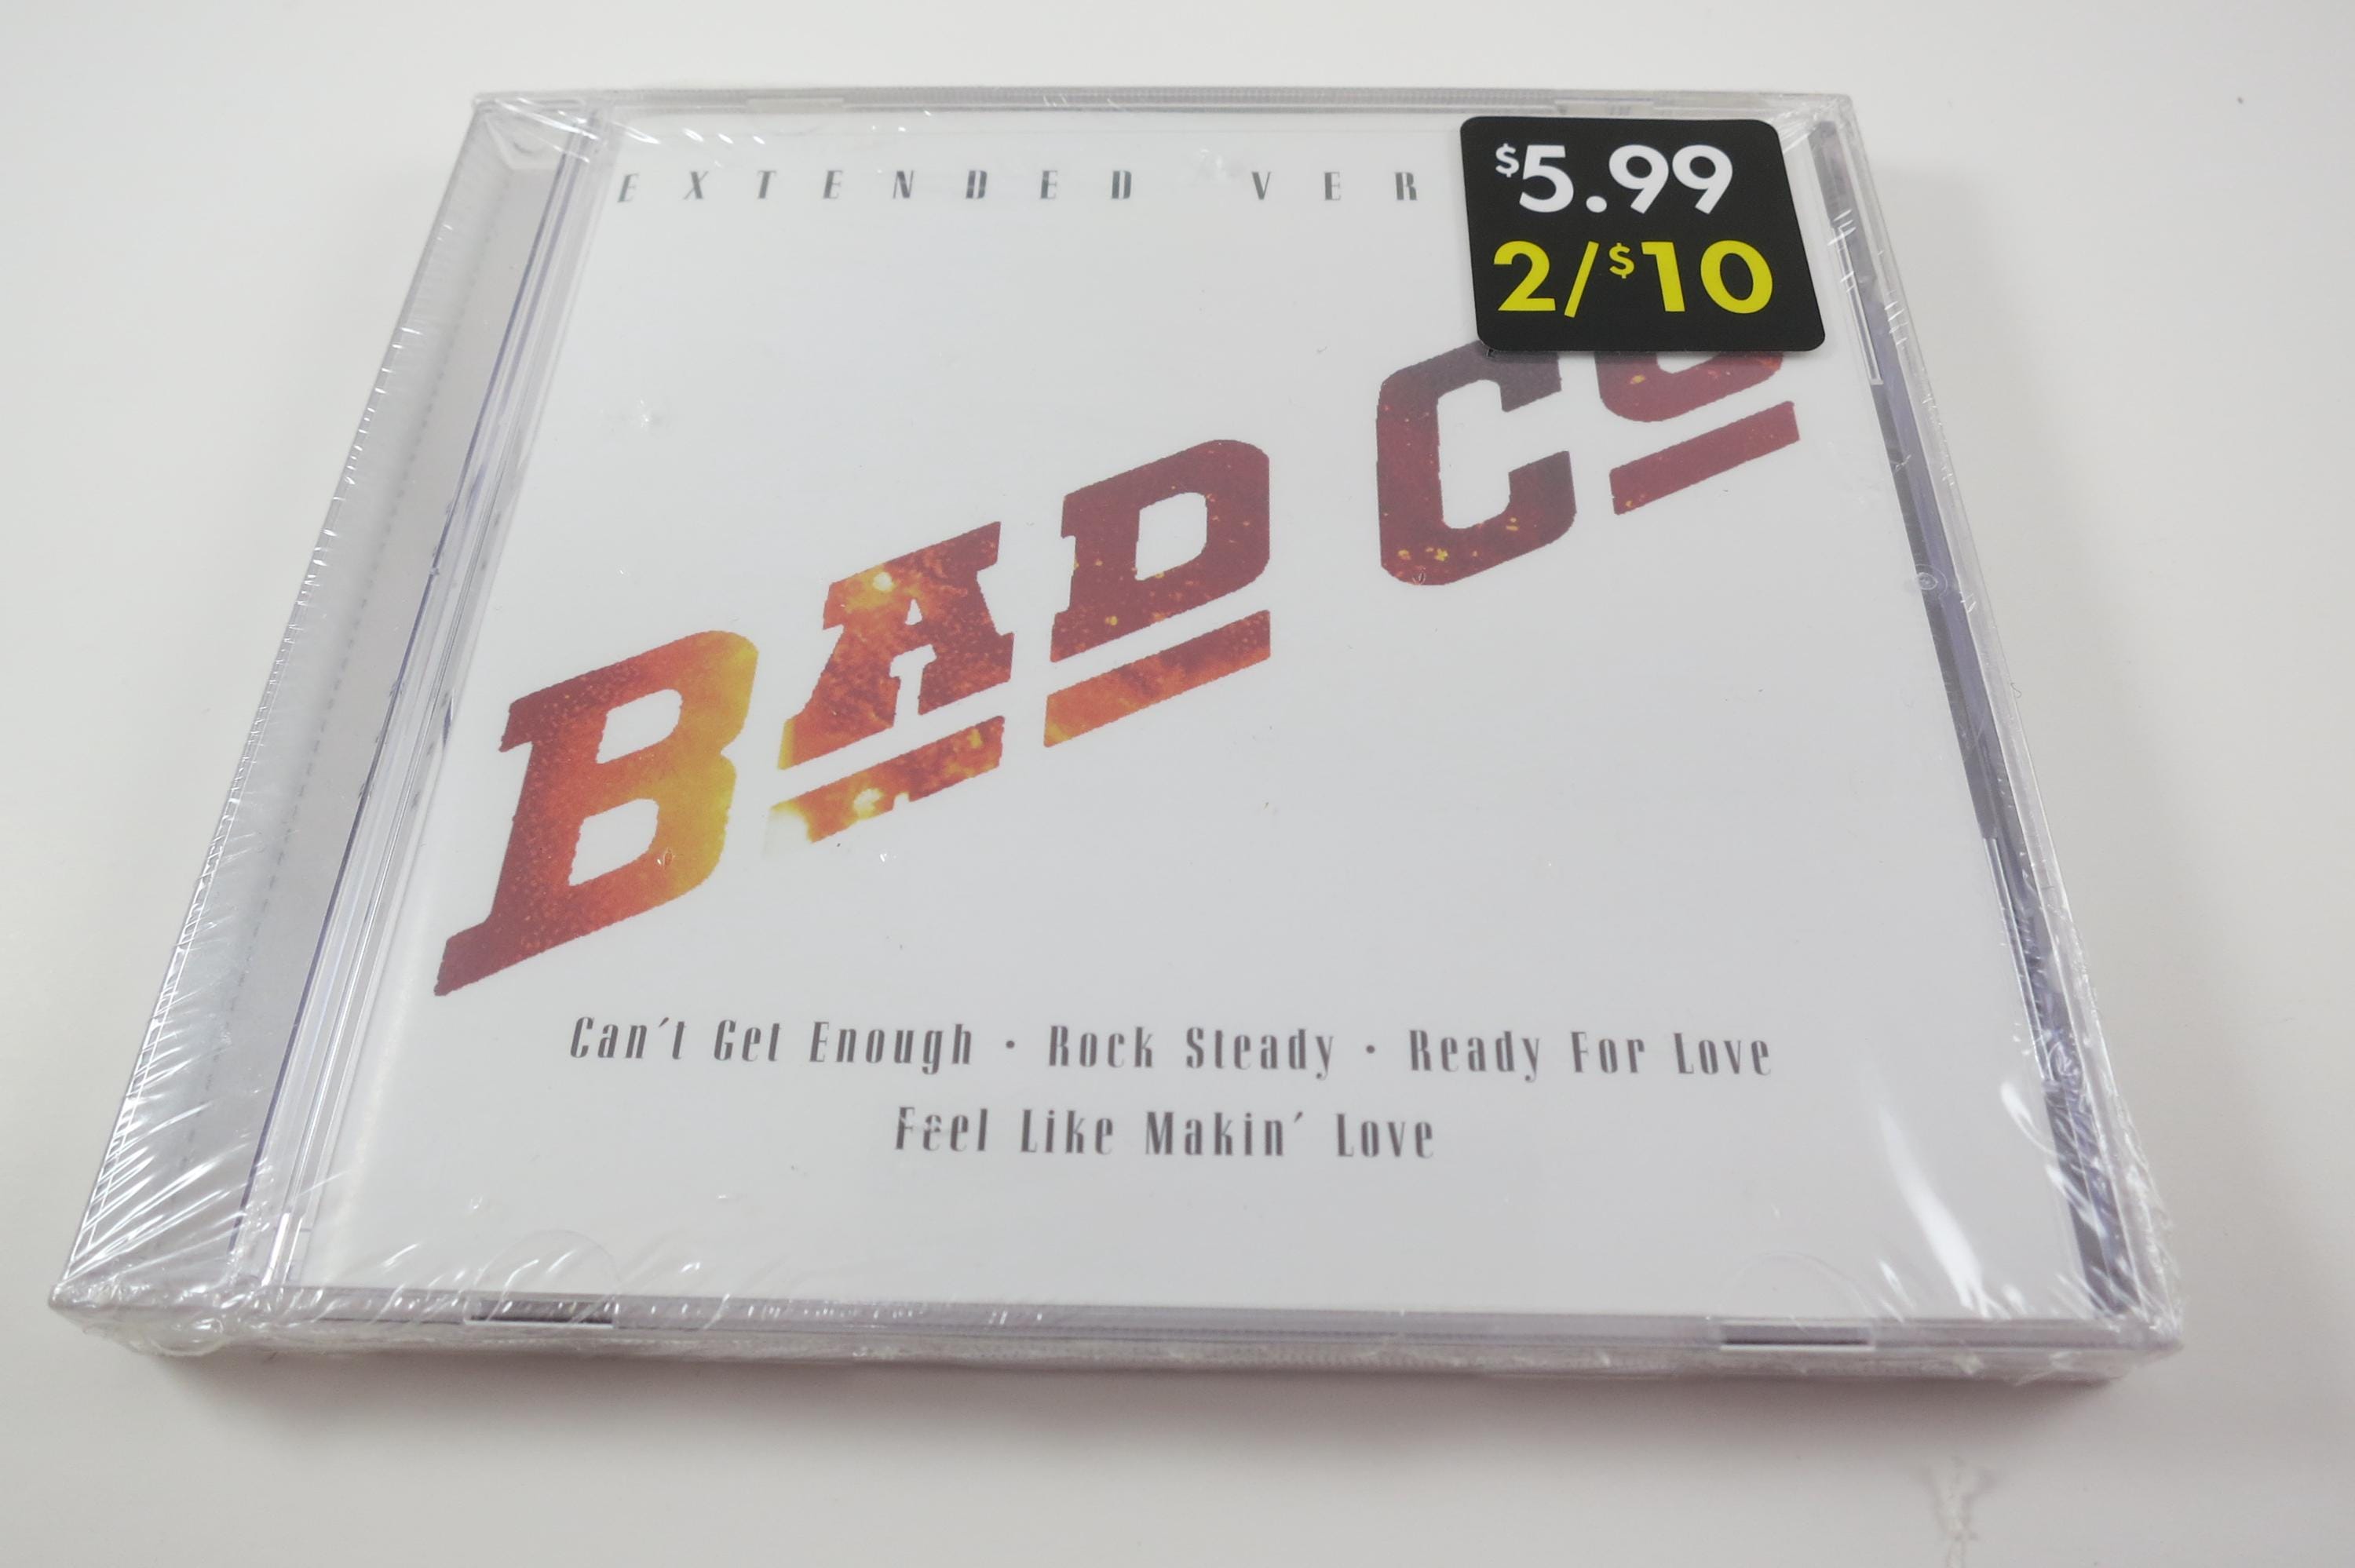 EXTENDED VER
$5.99
2/$10
BAD Co
Can't Get Enough • Rock Steady • Ready For Love
Feel Like Makin' Love